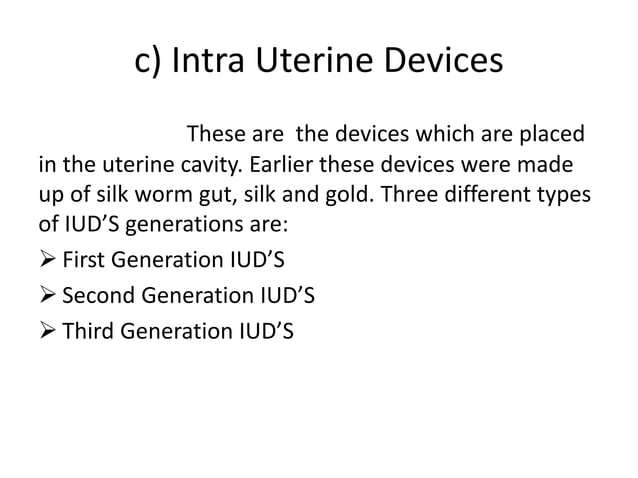 c) Intra Uterine Devices
These are  the devices which are placed
in the uterine cavity. Earlier these devices were made
up of silk worm gut, silk and gold. Three different types
of IUD’S generations are:
➢ First Generation IUD’S
➢ Second Generation IUD’S
➢ Third Generation IUD’S